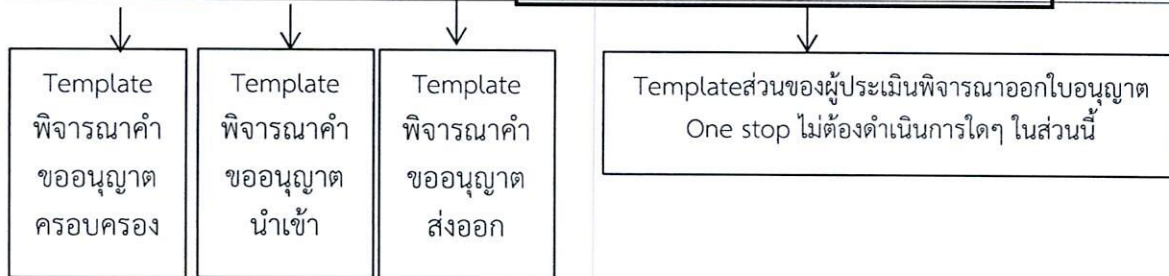 Template
พิจารณาคำ
ขออนุญาต
ครอบครอง
Template
พิจารณาคำ
ขออนุญาต
นำเข้า
Template
พิจารณาคำ
ขออนุญาต
ส่งออก
Templateส่วนของผู้ประเมินพิจารณาออกใบอนุญาต
One stop ไม่ต้องดำเนินการใดๆ ในส่วนนี้